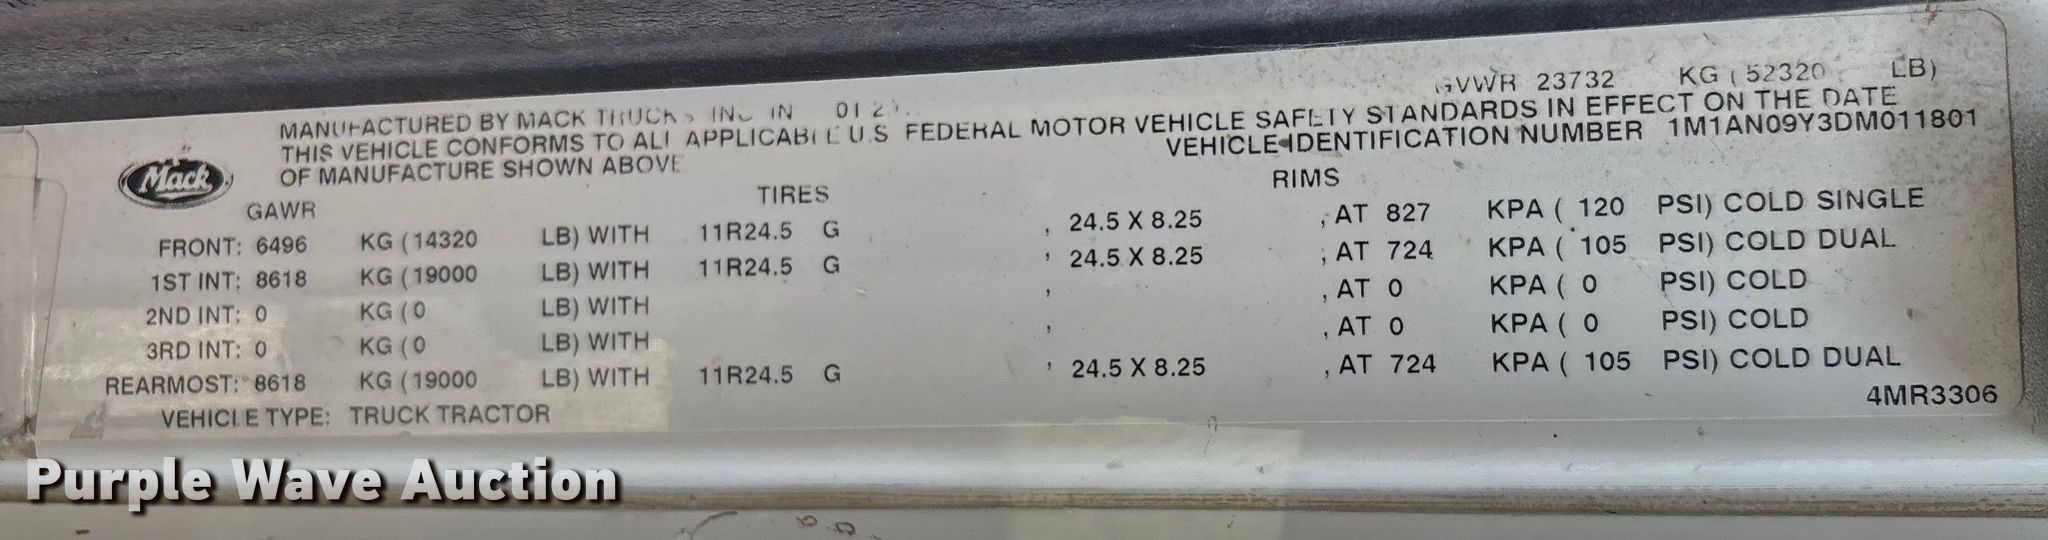 GVWR 23732 KG ( 52320 LB)
MANUFACTURED BY MACK TRUCKS INC IN 01 2
THIS VEHICLE CONFORMS TO ALL APPLICABLE U.S FEDERAL MOTOR VEHICLE SAFETY STANDARDS IN EFFECT ON THE DATE
OF MANUFACTURE SHOWN ABOVE
VEHICLE IDENTIFICATION NUMBER 1M1AN09Y3DM011801
Mack
GAWR TIRES RIMS
FRONT: 6496 KG (14320 LB) WITH 11R24.5 G , 24.5 X 8.25 , AT 827 KPA ( 120 PSI) COLD SINGLE
1ST INT: 8618 KG (19000 LB) WITH 11R24.5 G , 24.5 X 8.25 , AT 724 KPA ( 105 PSI) COLD DUAL
2ND INT: 0 KG (0 LB) WITH , , AT 0 KPA ( 0 PSI) COLD
3RD INT: 0 KG (0 LB) WITH , , AT 0 KPA ( 0 PSI) COLD
REARMOST: 8618 KG (19000 LB) WITH 11R24.5 G , 24.5 X 8.25 , AT 724 KPA ( 105 PSI) COLD DUAL
VEHICLE TYPE: TRUCK TRACTOR
4MR3306
Purple Wave Auction